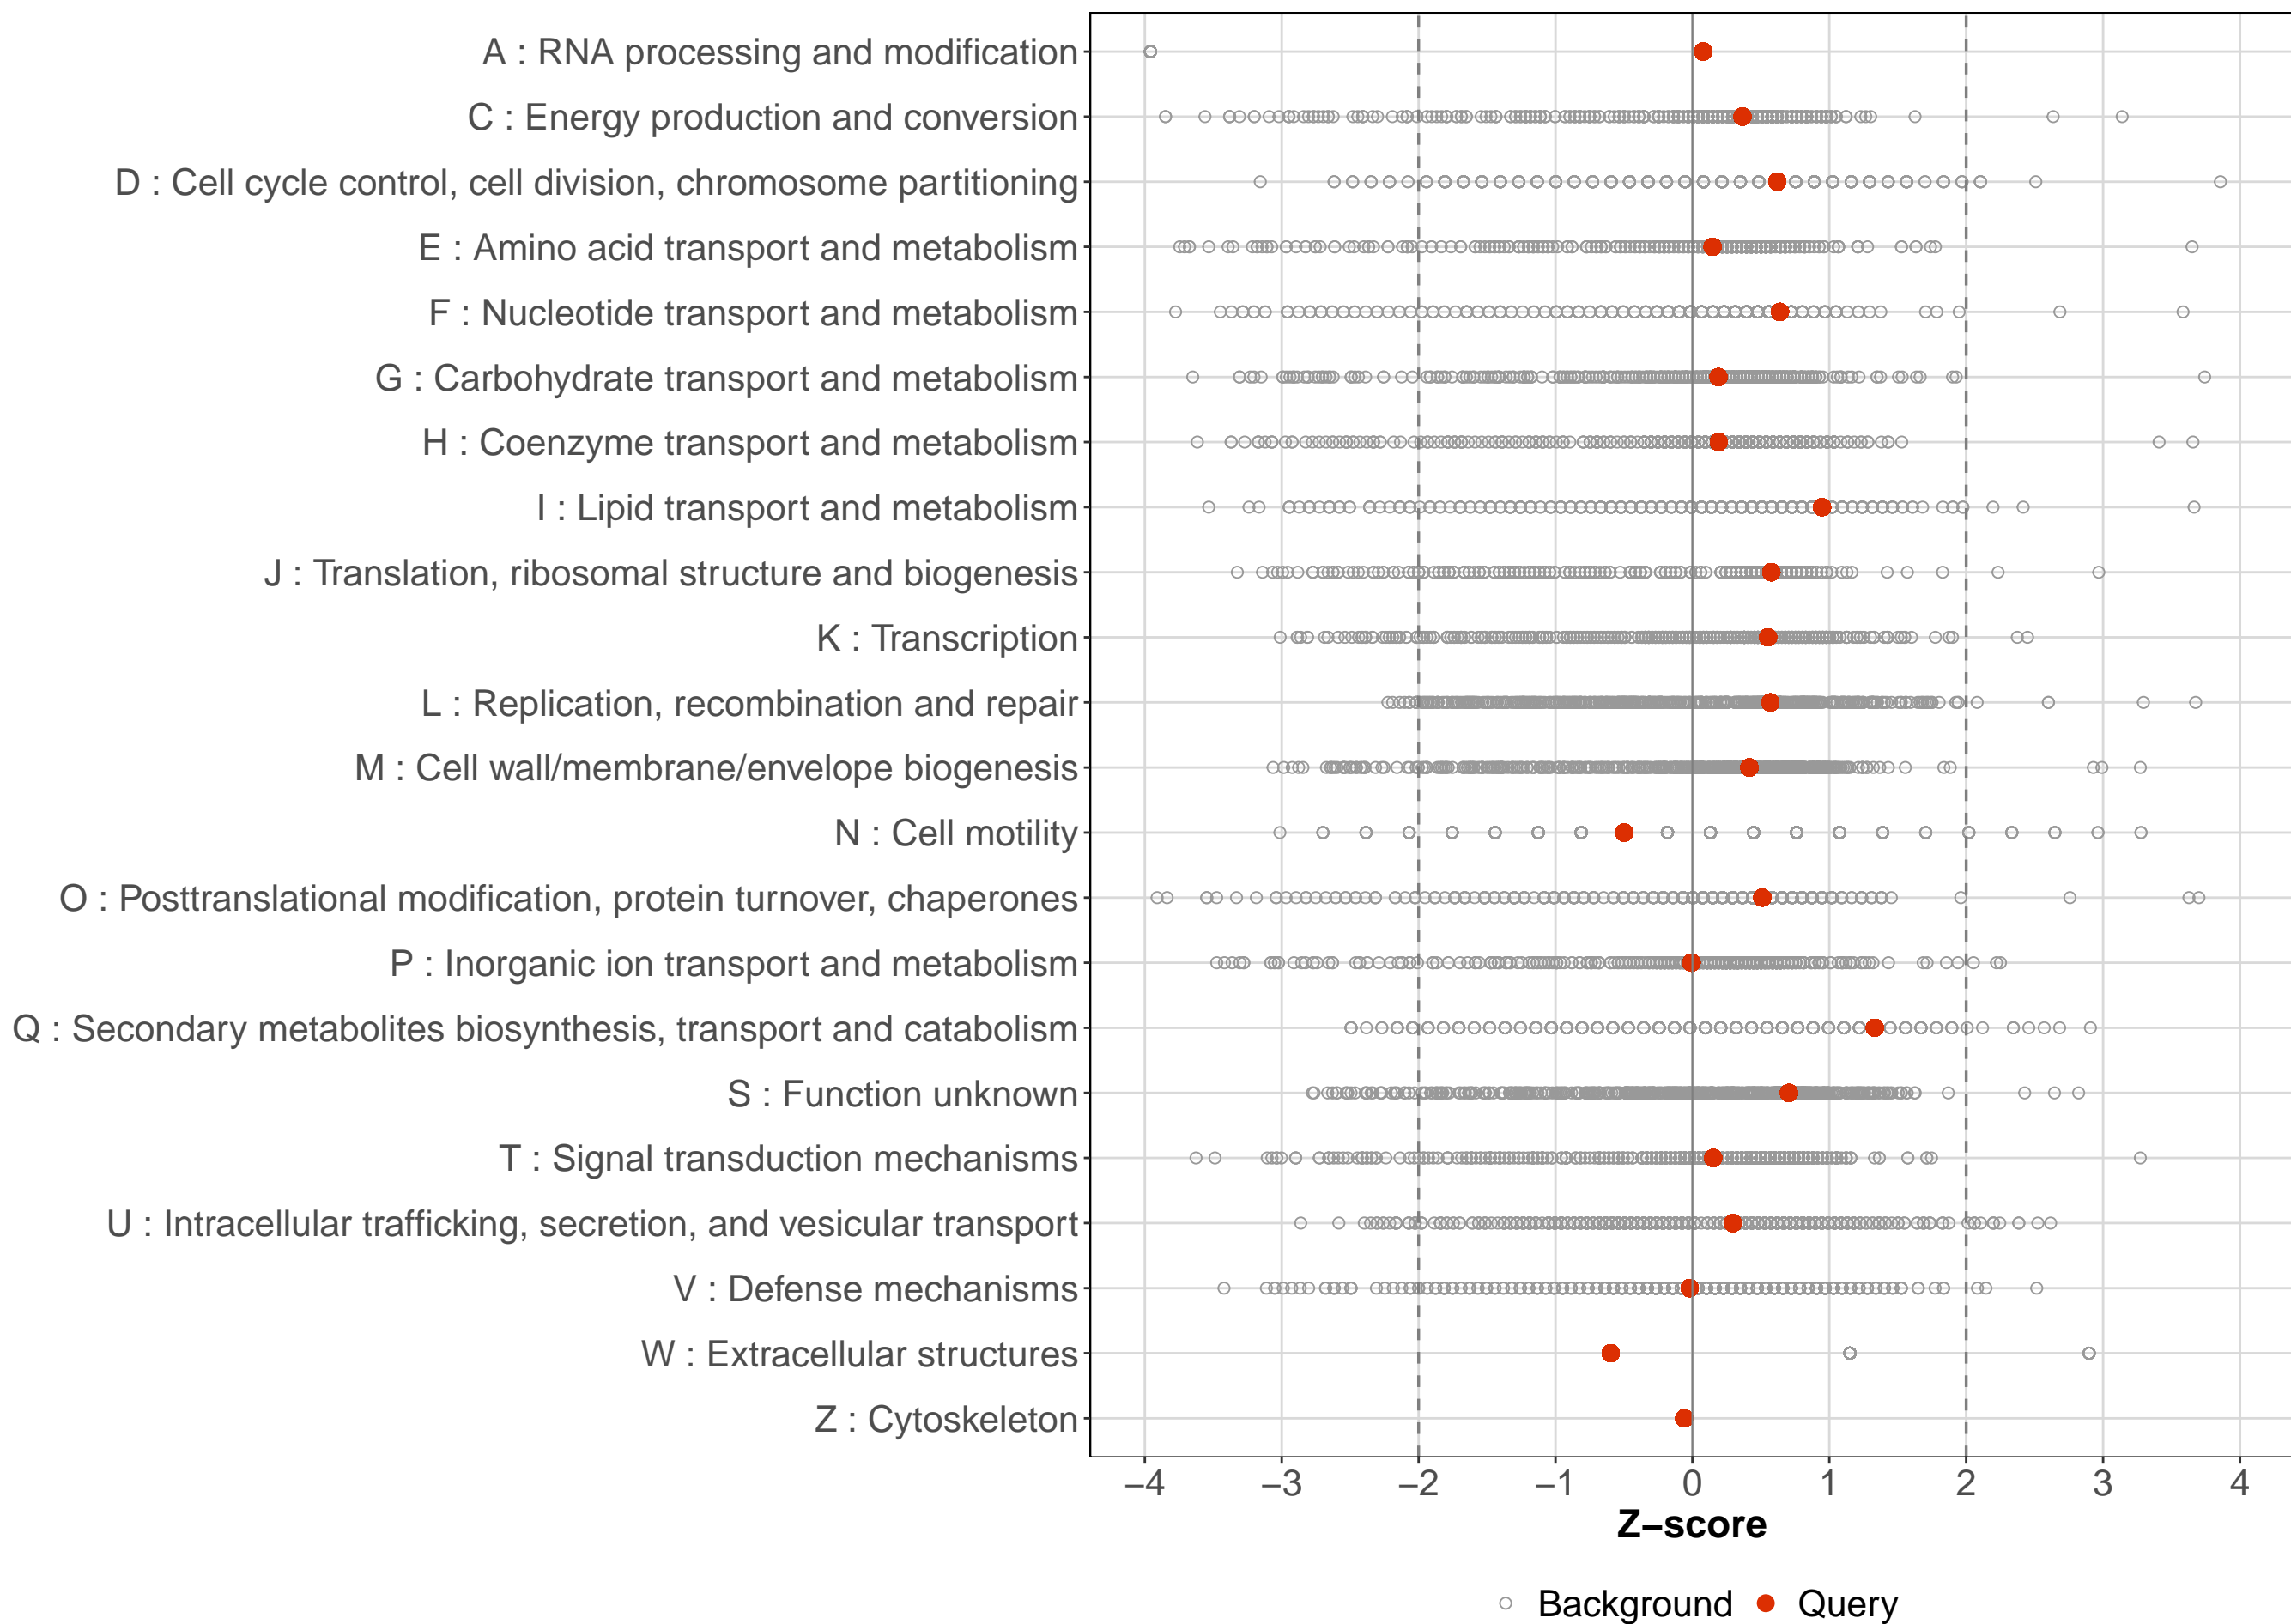 A : RNA processing and modification
C : Energy production and conversion
D : Cell cycle control, cell division, chromosome partitioning
E : Amino acid transport and metabolism
F : Nucleotide transport and metabolism
G : Carbohydrate transport and metabolism
H : Coenzyme transport and metabolism
I : Lipid transport and metabolism
J : Translation, ribosomal structure and biogenesis
K : Transcription
L : Replication, recombination and repair
M : Cell wall/membrane/envelope biogenesis
N : Cell motility
O : Posttranslational modification, protein turnover, chaperones
P : Inorganic ion transport and metabolism
Q : Secondary metabolites biosynthesis, transport and catabolism
S : Function unknown
T : Signal transduction mechanisms
U : Intracellular trafficking, secretion, and vesicular transport
V : Defense mechanisms
W : Extracellular structures
Z : Cytoskeleton
−4 −3 −2 −1 0 1 2 3 4
Z−score
Background Query